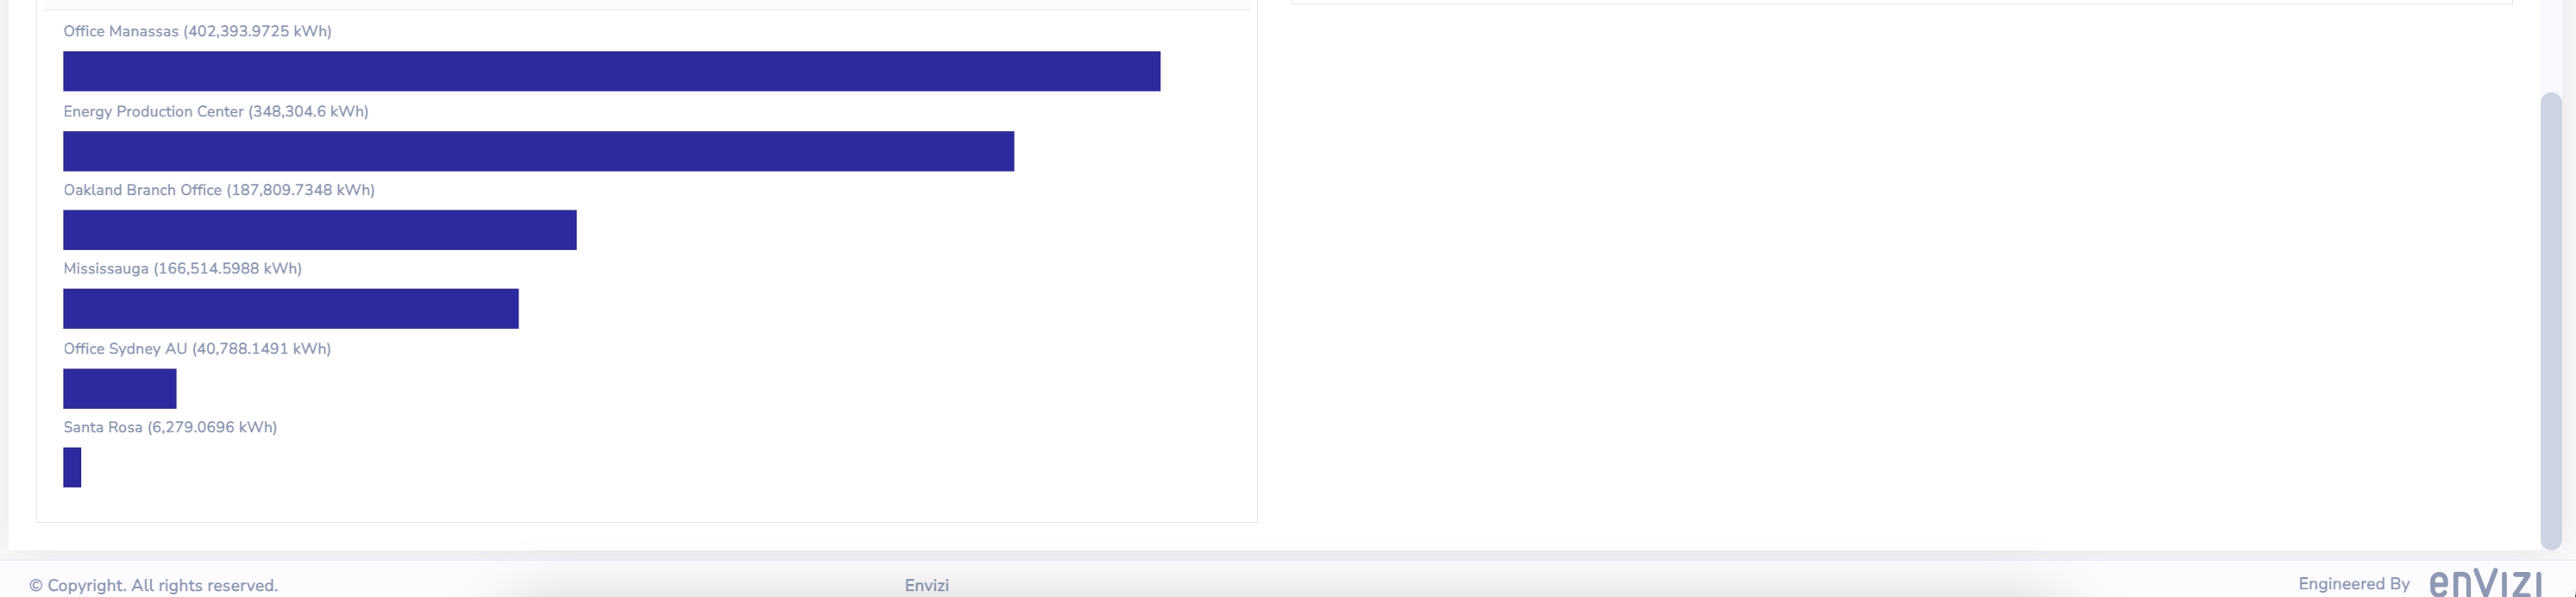 Office Manassas (402,393.9725 kWh)
Energy Production Center (348,304.6 kWh)
Oakland Branch Office (187,809.7348 kWh)
Mississauga (166,514.5988 kWh)
Office Sydney AU (40,788.1491 kWh)
Santa Rosa (6,279.0696 kWh)
© Copyright. All rights reserved. Envizi Engineered By enVizi